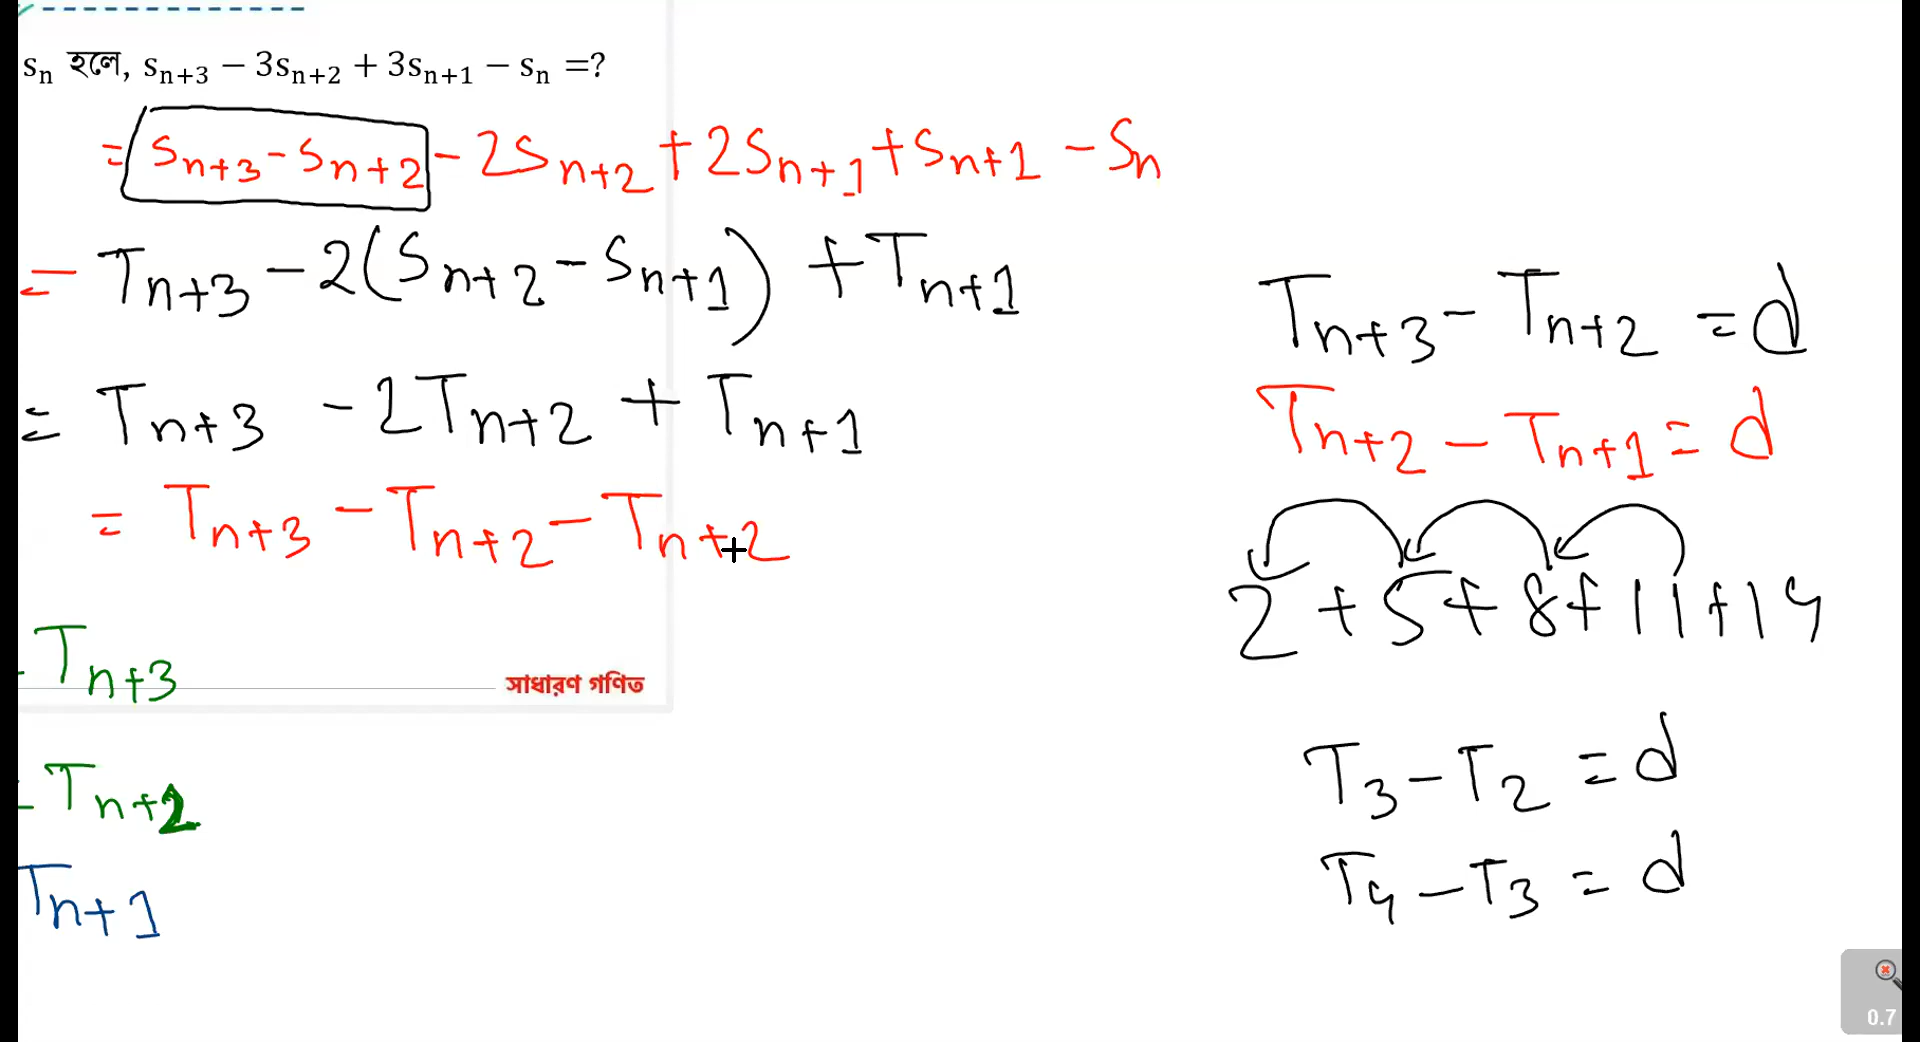 sₙ হলে, sₙ₊₃ − 3sₙ₊₂ + 3sₙ₊₁ − sₙ =?
= Sₙ₊₃ - Sₙ₊₂ - 2Sₙ₊₂ + 2Sₙ₊₁ + Sₙ₊₁ - Sₙ
= Tₙ₊₃ - 2(Sₙ₊₂ - Sₙ₊₁) + Tₙ₊₁
= Tₙ₊₃ - 2Tₙ₊₂ + Tₙ₊₁
= Tₙ₊₃ - Tₙ₊₂ - Tₙ₊₂
- Tₙ₊₃
সাধারণ গণিত
- Tₙ₊₂
Tₙ₊₁
Tₙ₊₃ - Tₙ₊₂ = d
Tₙ₊₂ - Tₙ₊₁ = d
2 + 5 + 8 + 11 + 14
T₃ - T₂ = d
T₄ - T₃ = d
0.7